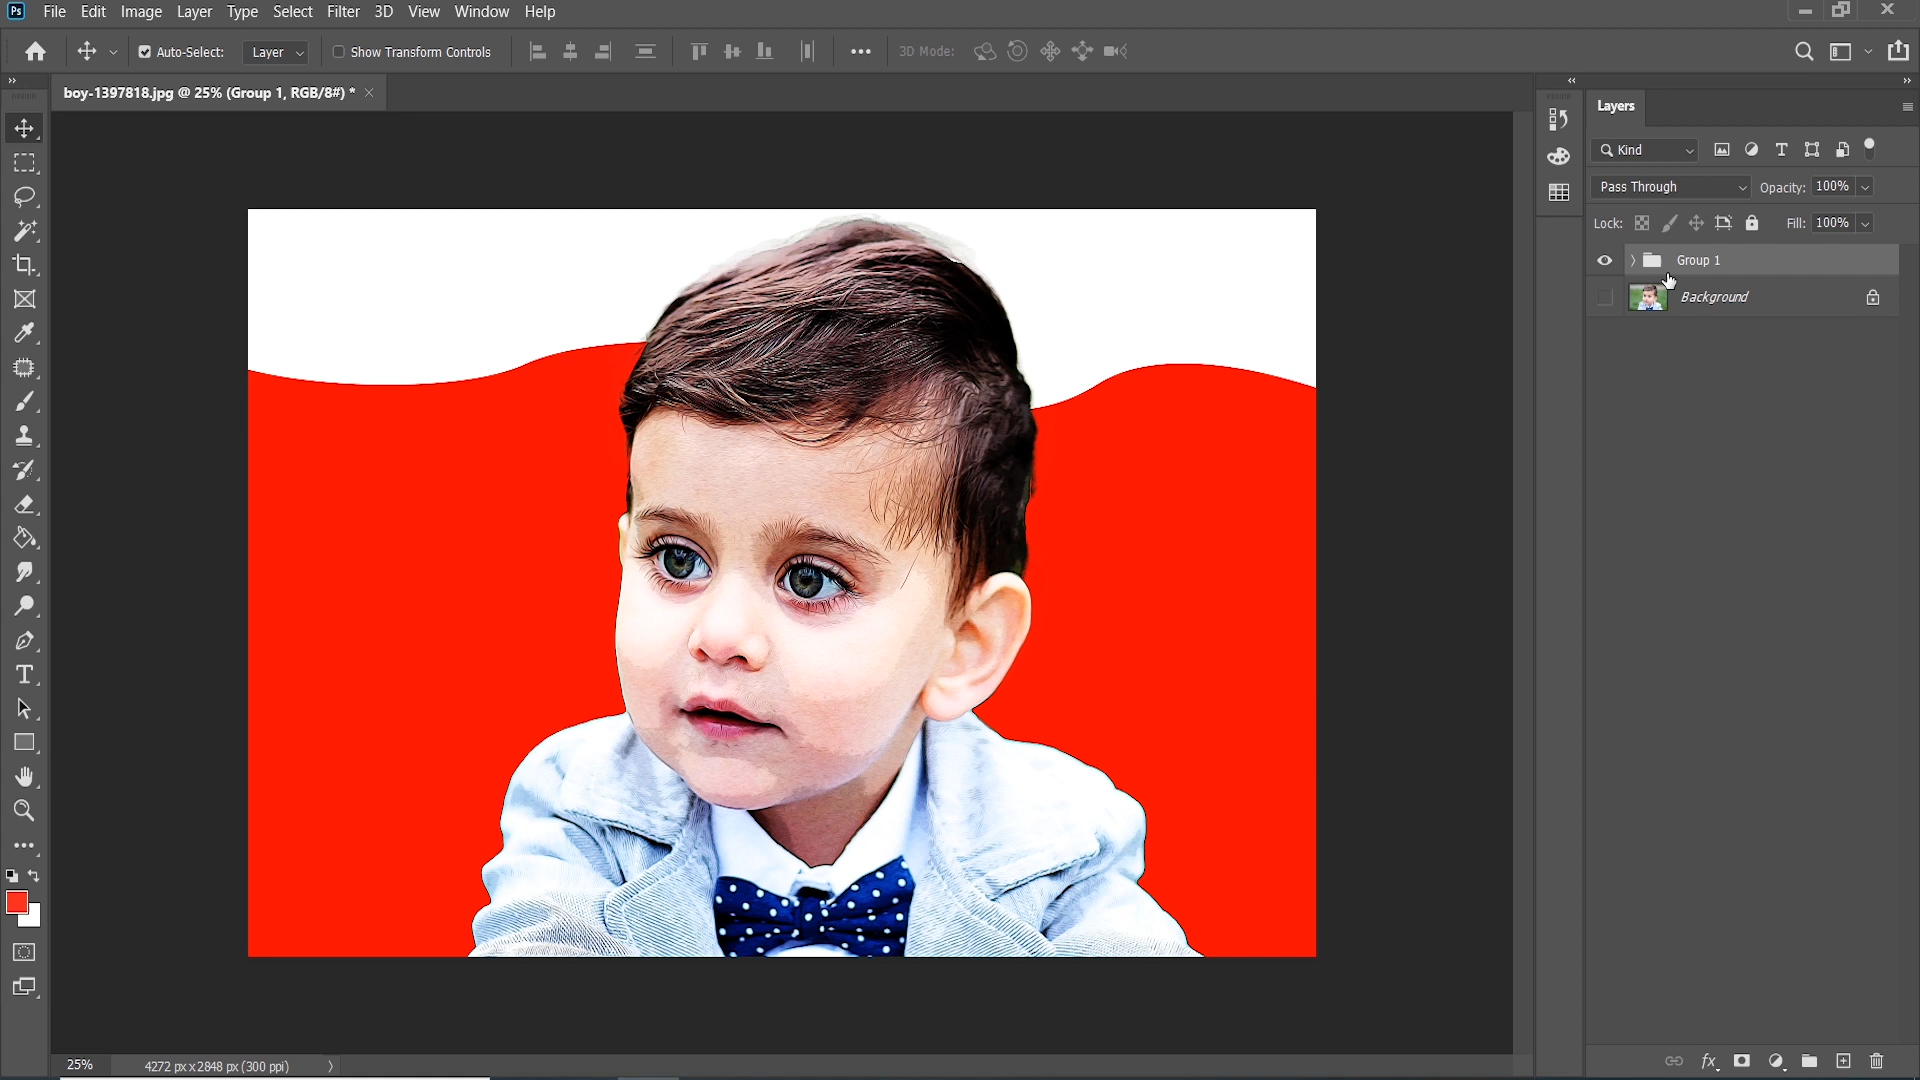 Ps File Edit Image Layer Type Select Filter 3D View Window Help
Auto-Select: Layer Show Transform Controls 3D Mode:
boy-1397818.jpg @ 25% (Group 1, RGB/8#) *
Layers
Kind
Pass Through Opacity: 100%
Lock: Fill: 100%
Group 1
Background
25% 4272 px x 2848 px (300 ppi)
fx